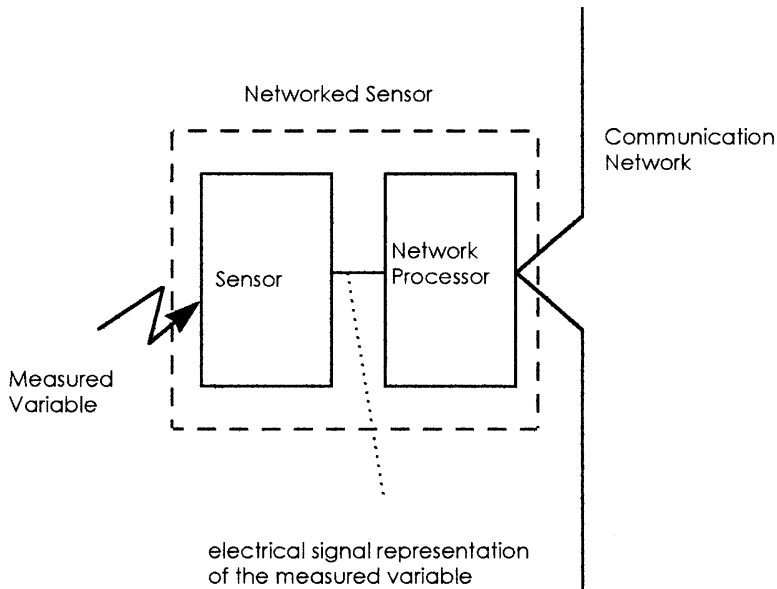 Networked Sensor
Communication
Network
Sensor
Network
Processor
Measured
Variable
electrical signal representation
of the measured variable